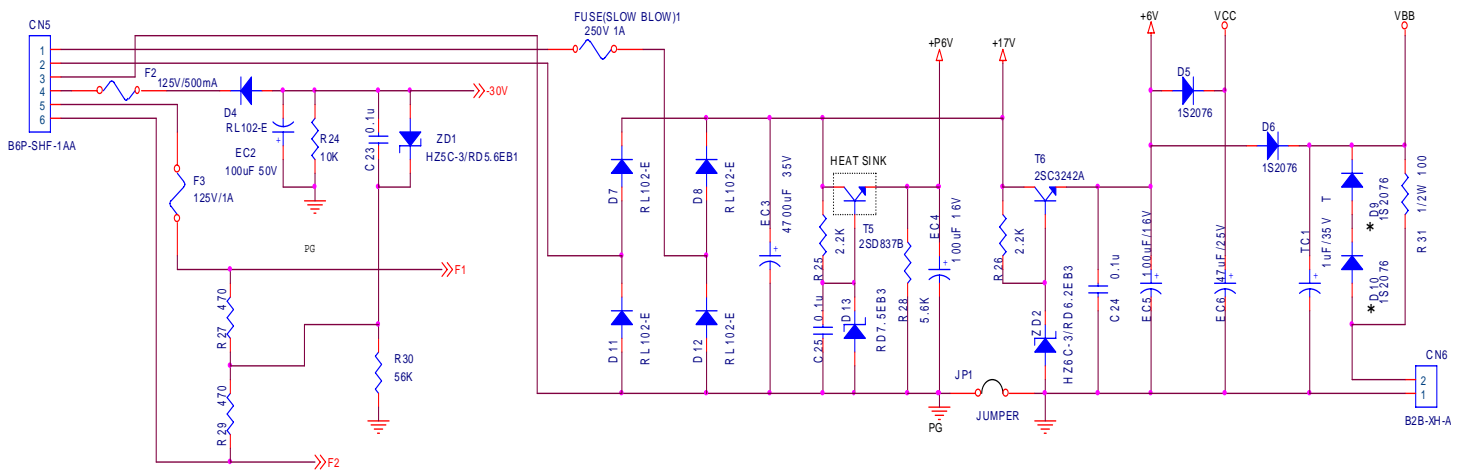 CN5
1
2
3
4
5
6
B6P-SHF-1AA
F2
125V/500mA
D4
RL102-E
EC2
100uF 50V
+
R24
10K
C23 0.1u
ZD1
HZ5C-3/RD5.6EB1
-30V
F3
125V/1A
PG
F1
R27 470
R29 470
R30
56K
F2
FUSE(SLOW BLOW)1
250V 1A
D7
RL102-E
D8
RL102-E
D11
RL102-E
D12
RL102-E
EC3
4700uF 35V
+
HEAT SINK
T5
2SD837B
R25
2.2K
C25
0.1u
D13
RD7.5EB3
R28
5.6K
+P6V
EC4
100uF 16V
+
PG
JP1
JUMPER
+17V
T6
2SC3242A
R26
2.2K
ZD2
HZ6C-3/RD6.2EB3
C24 0.1u
+6V
EC5 100uF/16V
+
VCC
D5
1S2076
EC6 47uF/25V
+
D6
1S2076
TC1
1uF/35V T
+
VBB
*D9
1S2076
*D10
1S2076
R31 1/2W 100
CN6
2
1
B2B-XH-A